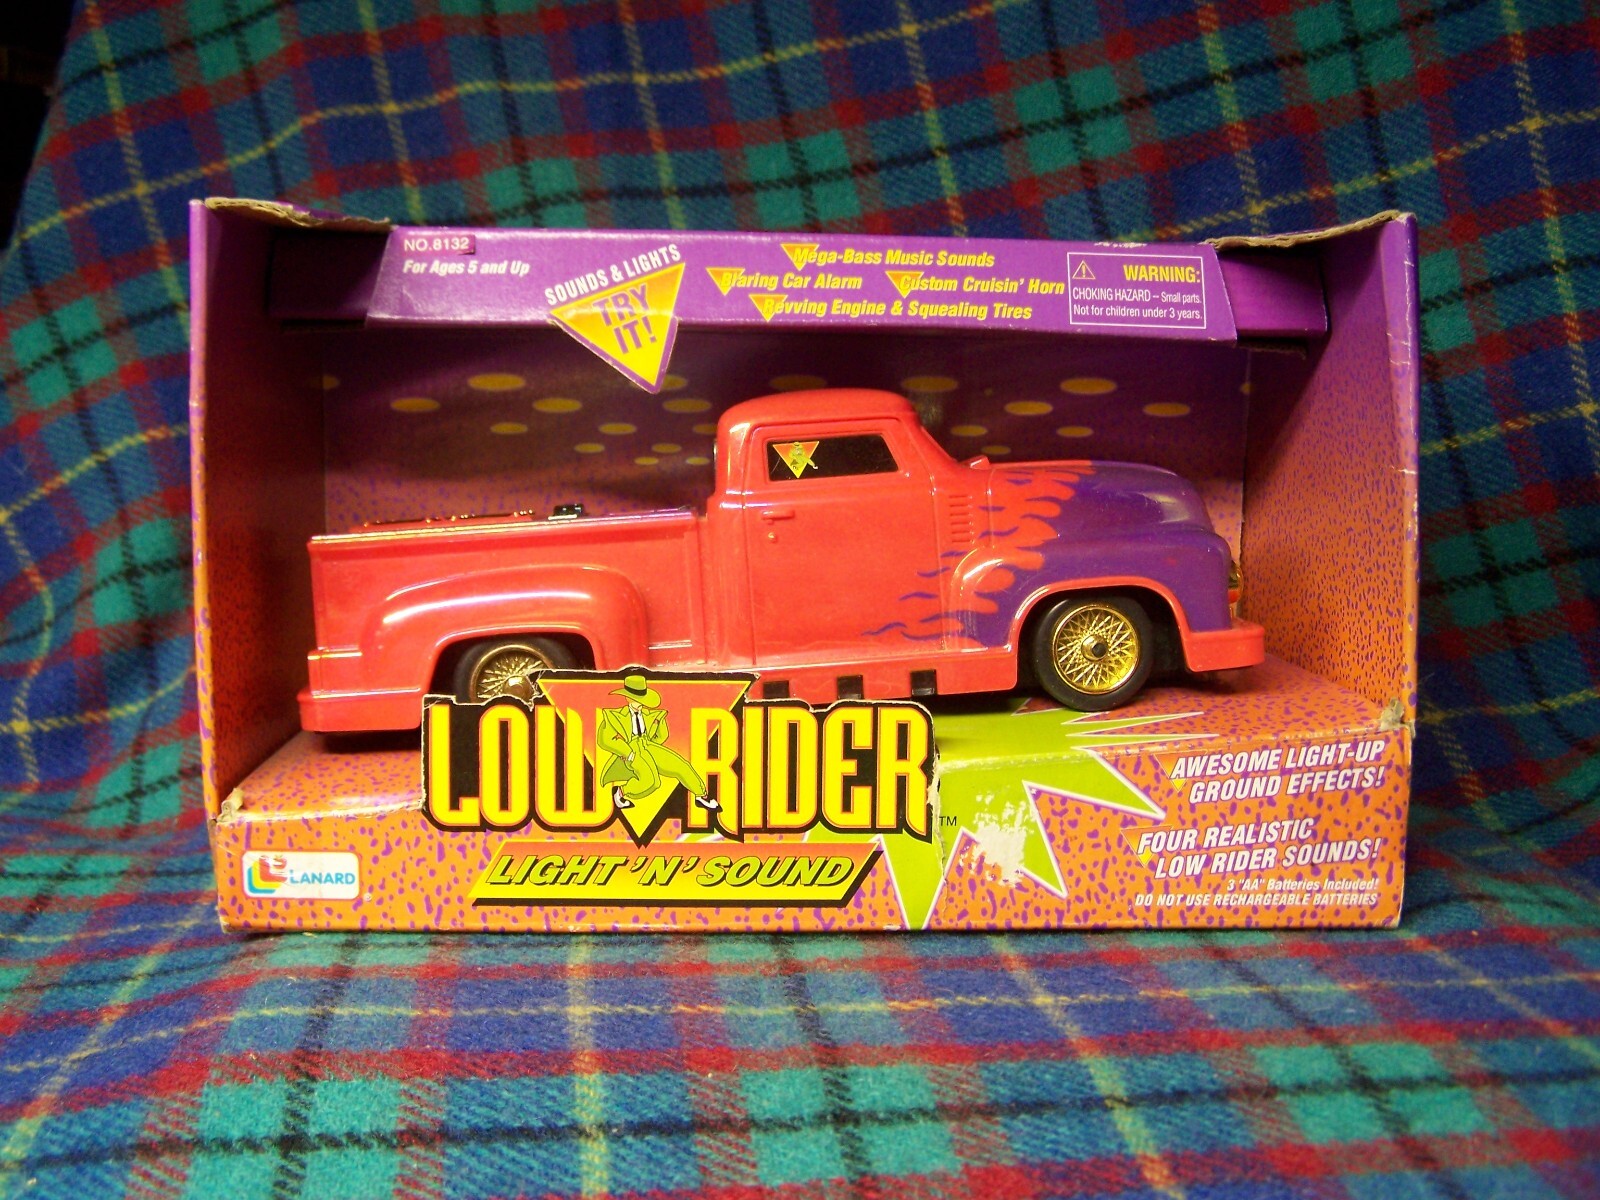 NO.8132
For Ages 5 and Up
SOUNDS & LIGHTS
TRY
IT!
Mega-Bass Music Sounds
Blaring Car Alarm
Custom Cruisin' Horn
Revving Engine & Squealing Tires
WARNING:
CHOKING HAZARD – Small parts.
Not for children under 3 years.
LOW RIDER
TM
LIGHT 'N' SOUND
LANARD
®
AWESOME LIGHT-UP
GROUND EFFECTS!
FOUR REALISTIC
LOW RIDER SOUNDS!
3 "AA" Batteries Included!
DO NOT USE RECHARGEABLE BATTERIES